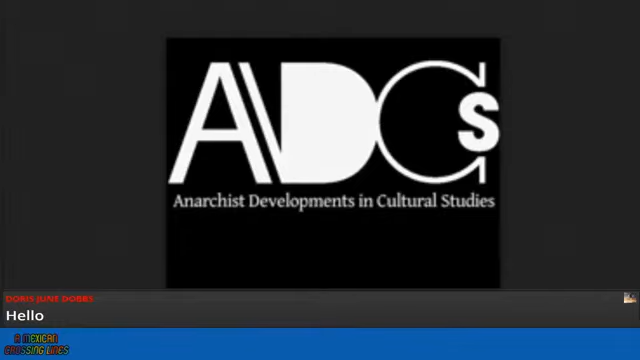 ADCs
Anarchist Developments in Cultural Studies
DORIS JUNE DOBBS
Hello
A MEXICAN
CROSSING LINES